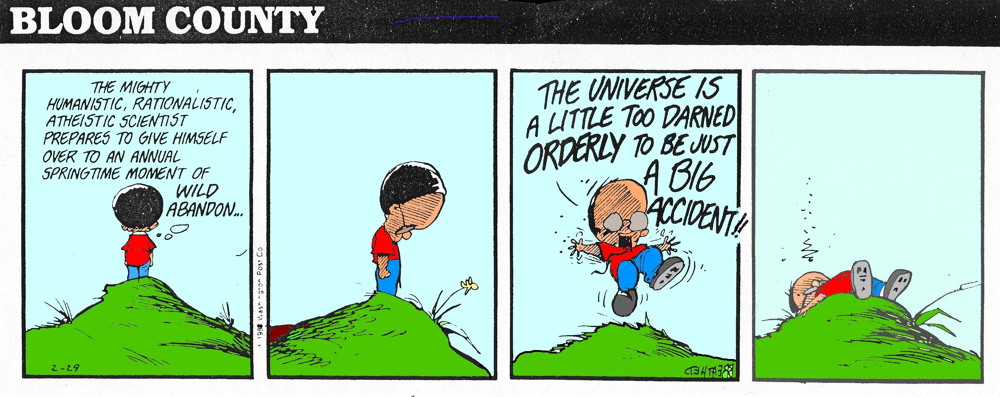 BLOOM COUNTY
THE MIGHTY
HUMANISTIC, RATIONALISTIC,
ATHEISTIC SCIENTIST
PREPARES TO GIVE HIMSELF
OVER TO AN ANNUAL
SPRINGTIME MOMENT OF
WILD
ABANDON...
2-29
Washington Post Co
THE UNIVERSE IS
A LITTLE TOO DARNED
ORDERLY TO BE JUST
A BIG
ACCIDENT!!
BREATHED